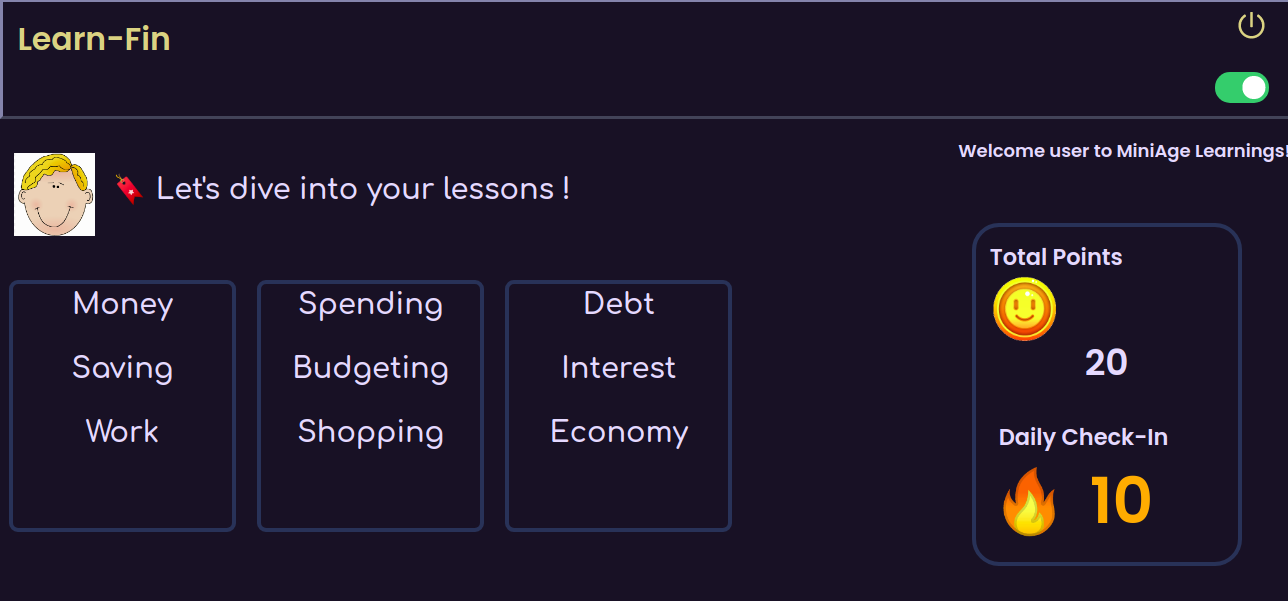 Learn-Fin
Welcome user to MiniAge Learnings!
Let's dive into your lessons !
Money
Saving
Work
Spending
Budgeting
Shopping
Debt
Interest
Economy
Total Points
20
Daily Check-In
10